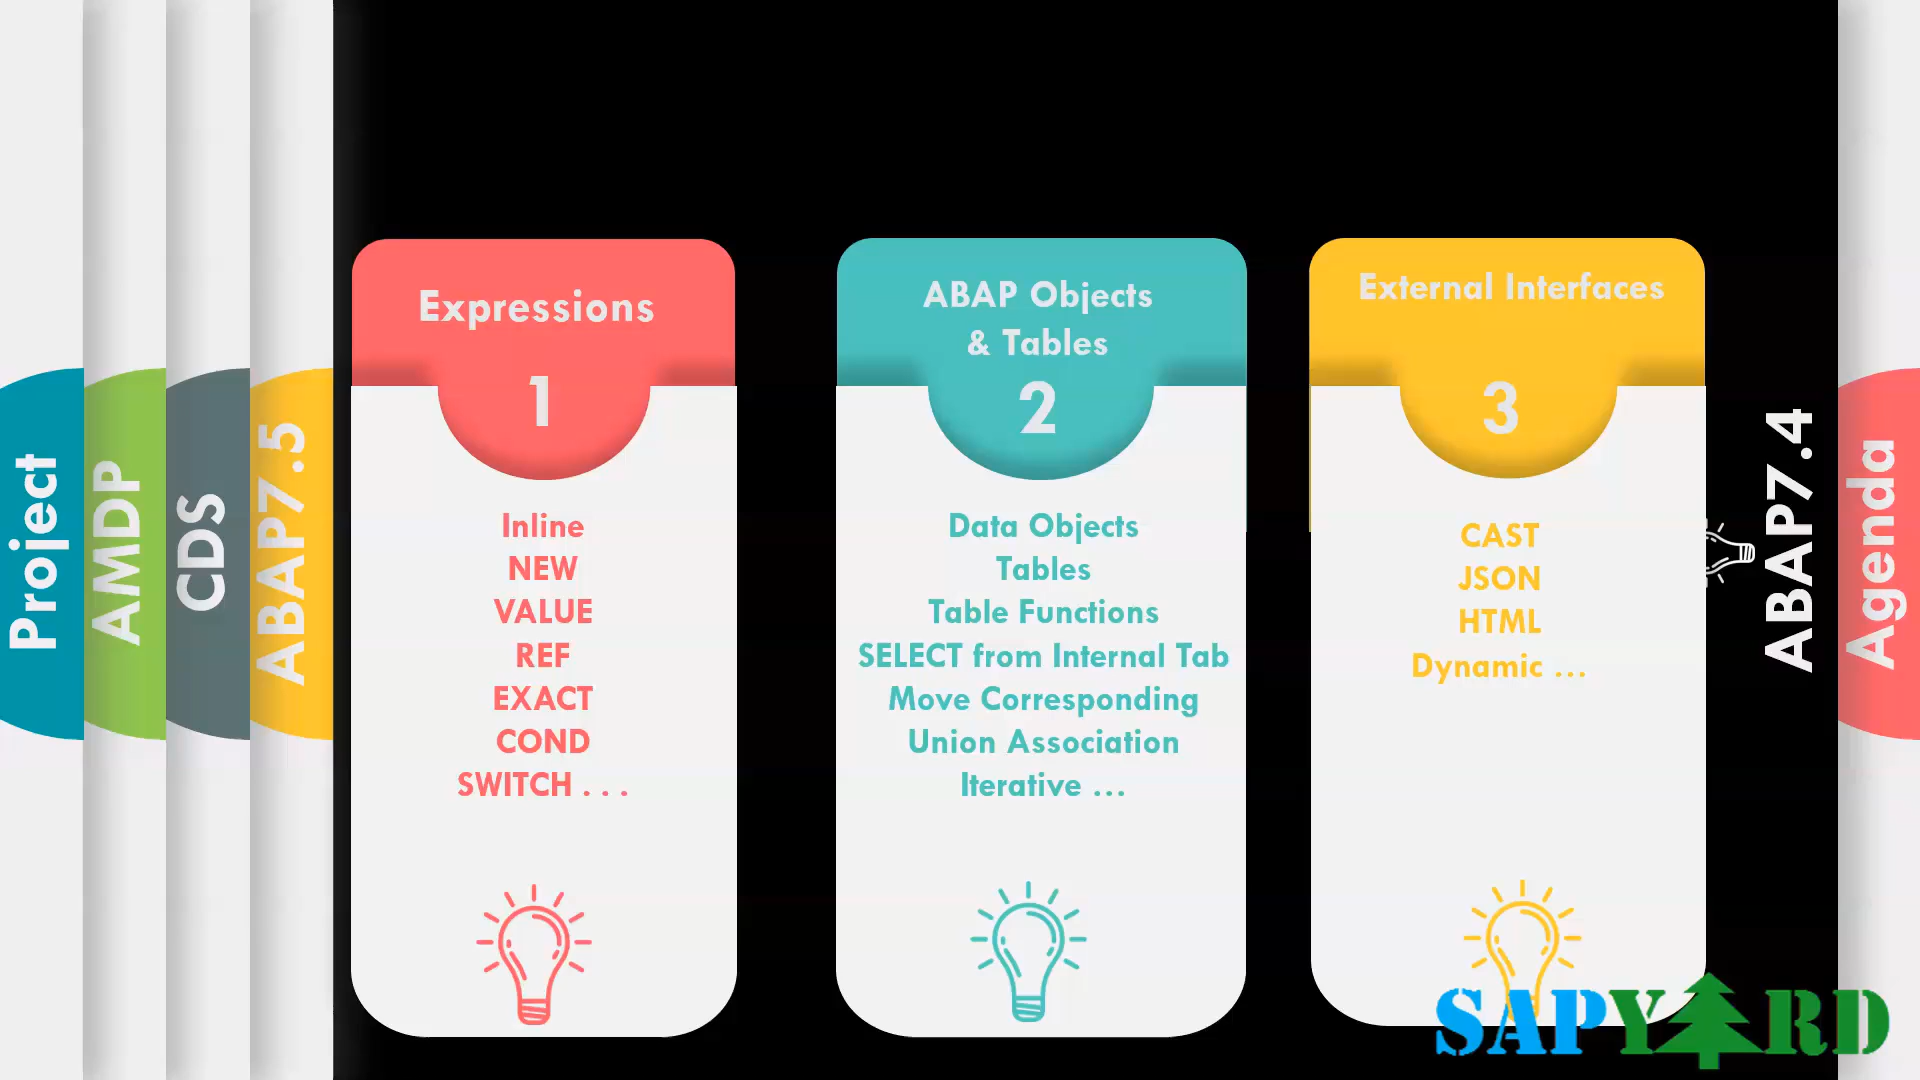 Project
AMDP
CDS
ABAP7.5
Expressions
1
Inline
NEW
VALUE
REF
EXACT
COND
SWITCH . . .
ABAP Objects
& Tables
2
Data Objects
Tables
Table Functions
SELECT from Internal Tab
Move Corresponding
Union Association
Iterative ...
External Interfaces
3
CAST
JSON
HTML
Dynamic ...
ABAP7.4
Agenda
SAPYARD